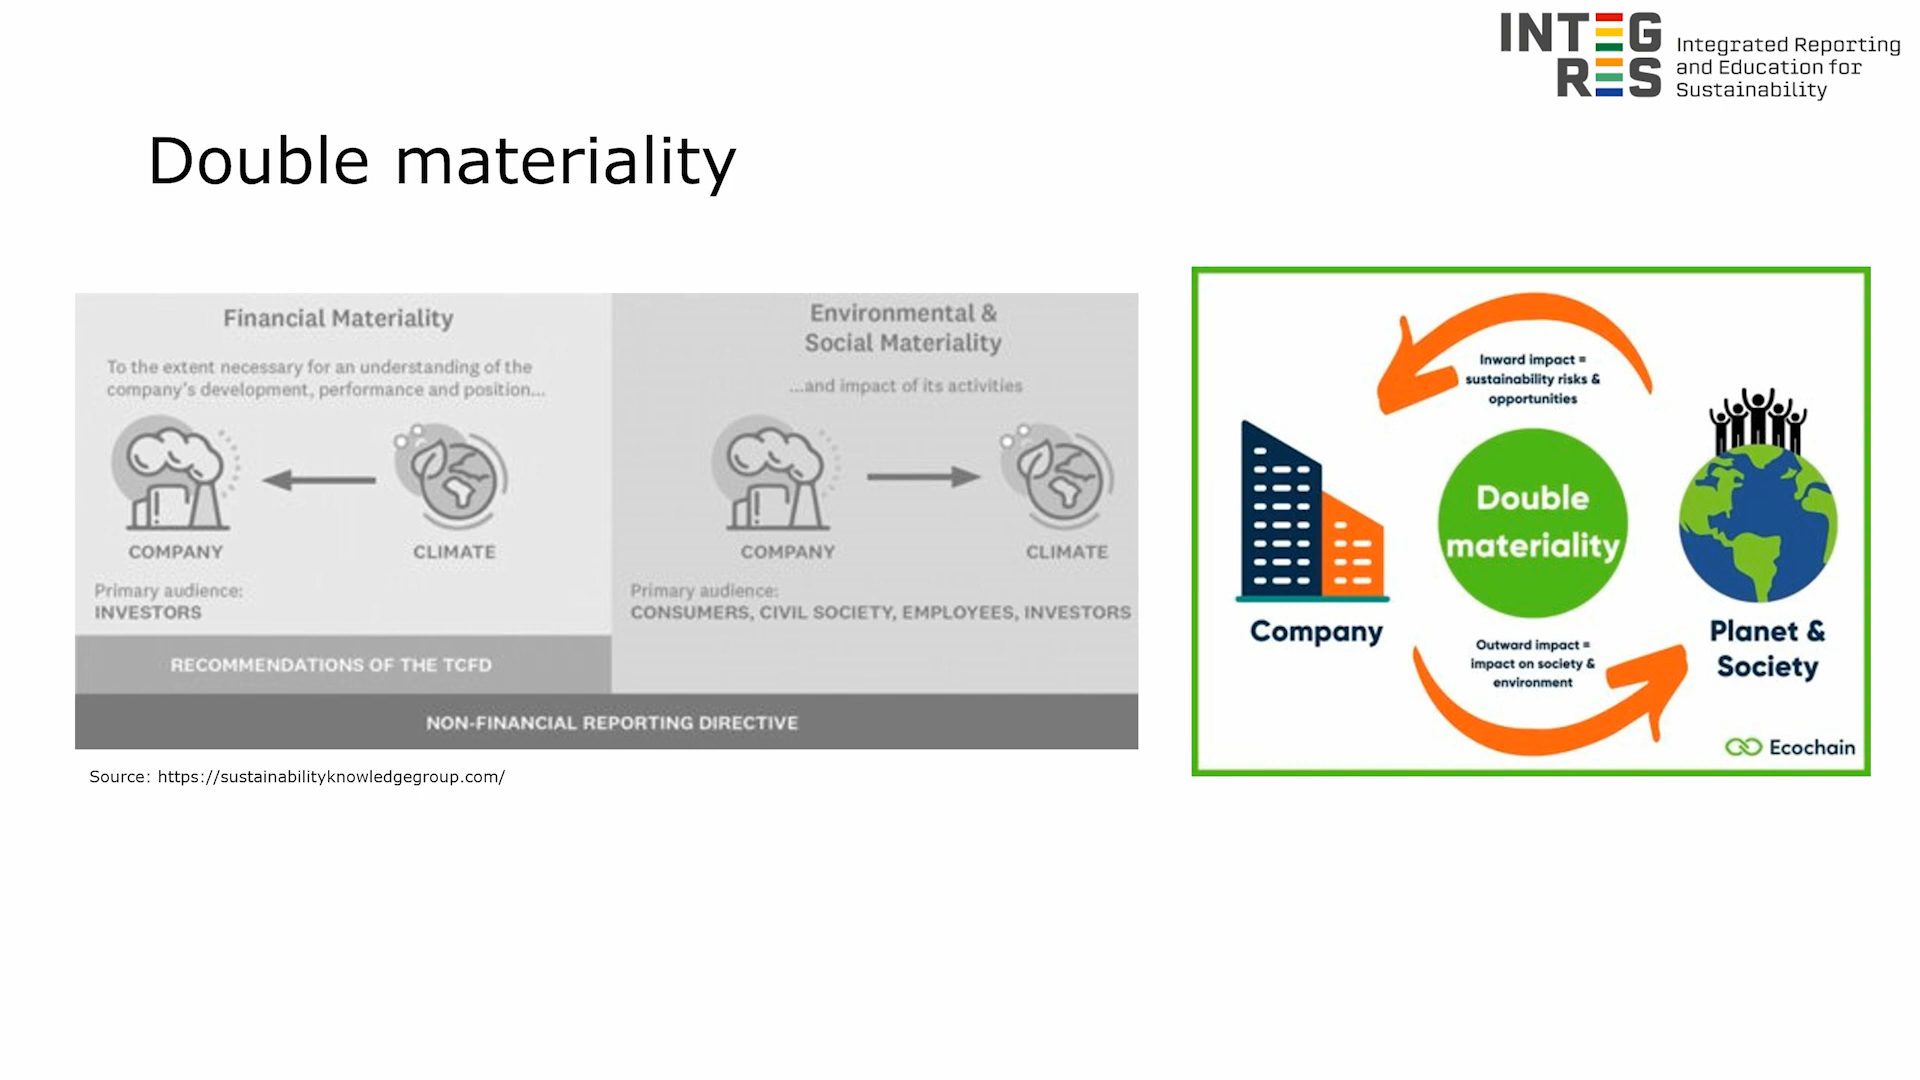 INTEG
RES
Integrated Reporting
and Education for
Sustainability
Double materiality
Financial Materiality
To the extent necessary for an understanding of the
company's development, performance and position...
COMPANY
CLIMATE
Primary audience:
INVESTORS
RECOMMENDATIONS OF THE TCFD
Environmental &
Social Materiality
...and impact of its activities
COMPANY
CLIMATE
Primary audience:
CONSUMERS, CIVIL SOCIETY, EMPLOYEES, INVESTORS
NON-FINANCIAL REPORTING DIRECTIVE
Source: https://sustainabilityknowledgegroup.com/
Inward impact =
sustainability risks &
opportunities
Double
materiality
Company
Planet &
Society
Outward impact =
impact on society &
environment
Ecochain